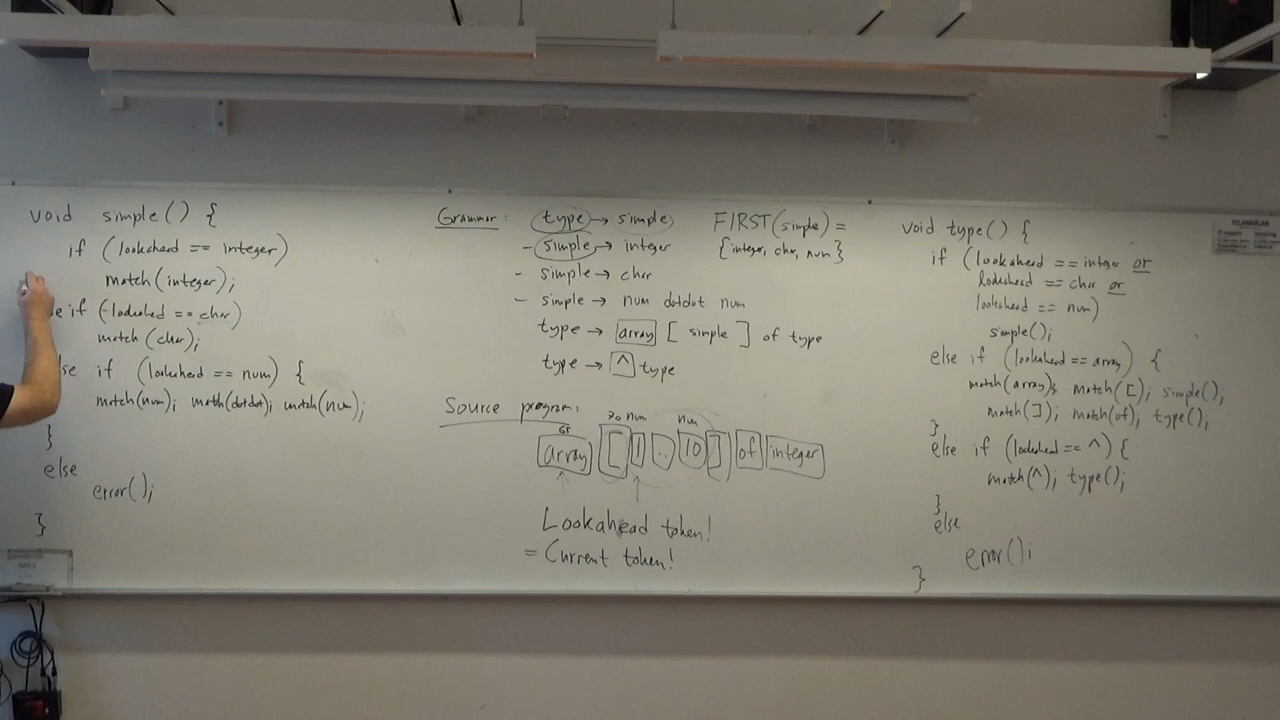 void simple() {
if (lookahead == integer)
match(integer);
else if (lookahead == char)
match(char);
else if (lookahead == num) {
match(num); match(dotdot); match(num);
}
else
error();
}
Grammar: type → simple
- simple → integer
- simple → char
- simple → num dotdot num
type → array [ simple ] of type
type → ^ type
FIRST(simple) =
{integer, char, num}
Source program:
num num
array [ 1 .. 10 ] of integer
Lookahead token!
= Current token!
void type() {
if (lookahead == integer or
lookahead == char or
lookahead == num)
simple();
else if (lookahead == array) {
match(array); match([); simple();
match(]); match(of); type();
}
else if (lookahead == ^) {
match(^); type();
}
else
error();
}